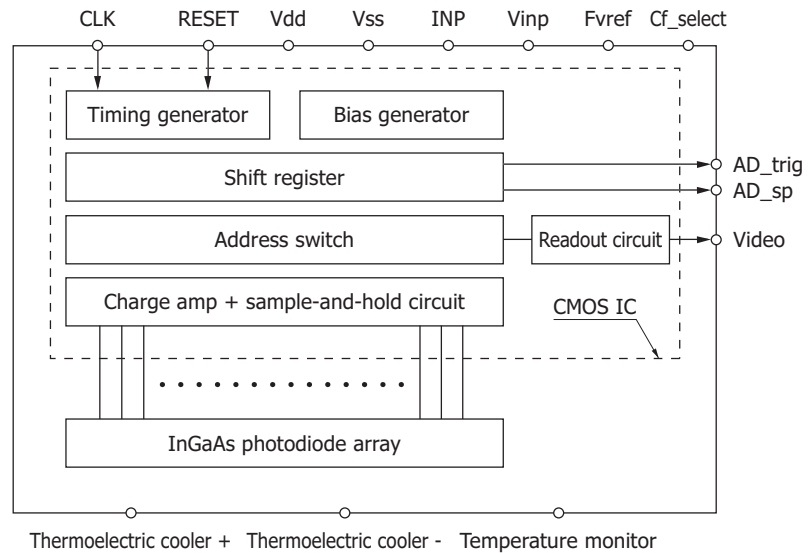 CLK RESET Vdd Vss INP Vinp Fvref Cf_select
Timing generator Bias generator
Shift register AD_trig
AD_sp
Address switch Readout circuit Video
Charge amp + sample-and-hold circuit
CMOS IC
InGaAs photodiode array
Thermoelectric cooler + Thermoelectric cooler - Temperature monitor